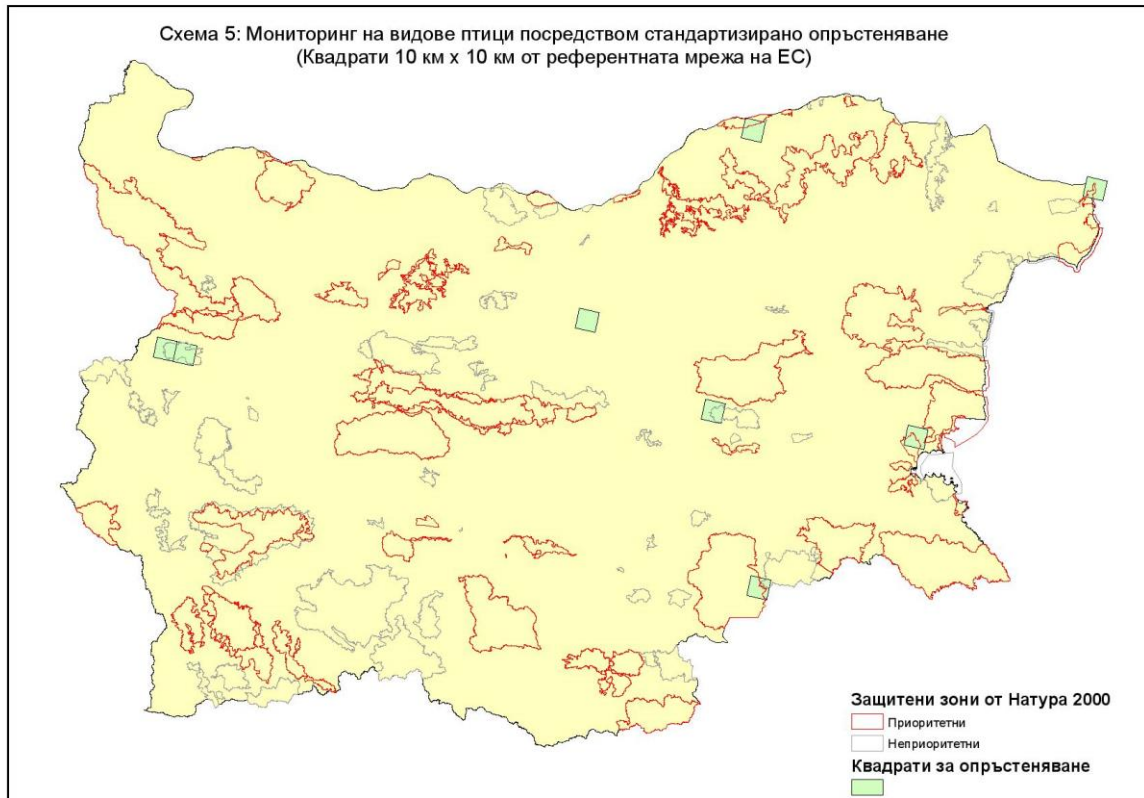 Схема 5: Мониторинг на видове птици посредством стандартизирано опръстеняване
(Квадрати 10 км х 10 км от референтната мрежа на ЕС)
Защитени зони от Натура 2000
Приоритетни
Неприоритетни
Квадрати за опръстеняване